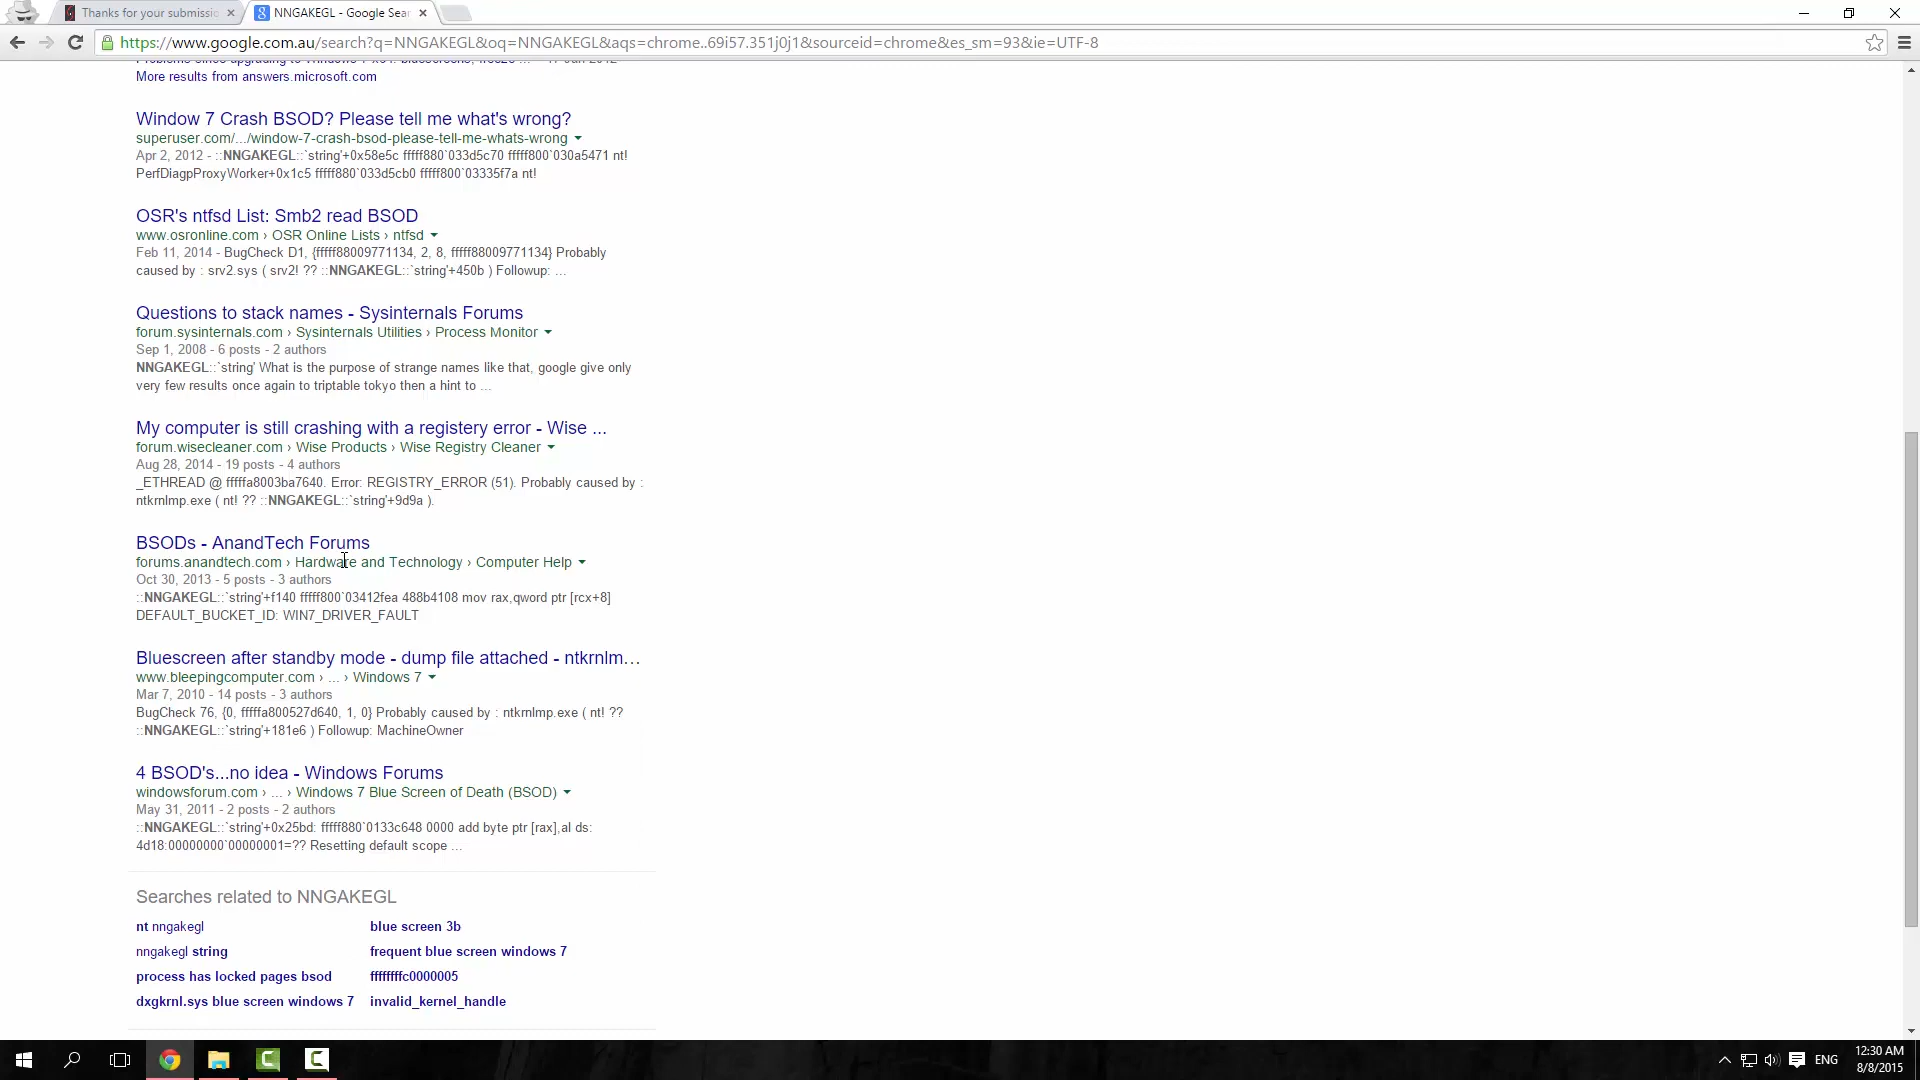 Thanks for your submissi
NNGAKEGL - Google Sear
https://www.google.com.au/search?q=NNGAKEGL&oq=NNGAKEGL&aqs=chrome..69i57.351j0j1&sourceid=chrome&es_sm=93&ie=UTF-8
More results from answers.microsoft.com
Window 7 Crash BSOD? Please tell me what's wrong?
superuser.com/.../window-7-crash-bsod-please-tell-me-whats-wrong
Apr 2, 2012 - ::NNGAKEGL::`string'+0x58e5c fffff880`033d5c70 fffff800`030a5471 nt!
PerfDiagpProxyWorker+0x1c5 fffff880`033d5cb0 fffff800`03335f7a nt!
OSR's ntfsd List: Smb2 read BSOD
www.osronline.com › OSR Online Lists › ntfsd
Feb 11, 2014 - BugCheck D1, {fffff88009771134, 2, 8, fffff88009771134} Probably
caused by : srv2.sys ( srv2! ?? ::NNGAKEGL::`string'+450b ) Followup: ...
Questions to stack names - Sysinternals Forums
forum.sysinternals.com › Sysinternals Utilities › Process Monitor
Sep 1, 2008 - 6 posts - 2 authors
NNGAKEGL::`string' What is the purpose of strange names like that, google give only
very few results once again to triptable tokyo then a hint to ...
My computer is still crashing with a registery error - Wise ...
forum.wisecleaner.com › Wise Products › Wise Registry Cleaner
Aug 28, 2014 - 19 posts - 4 authors
_ETHREAD @ fffffa8003ba7640. Error: REGISTRY_ERROR (51). Probably caused by :
ntkrnlmp.exe ( nt! ?? ::NNGAKEGL::`string'+9d9a ).
BSODs - AnandTech Forums
forums.anandtech.com › Hardware and Technology › Computer Help
Oct 30, 2013 - 5 posts - 3 authors
::NNGAKEGL::`string'+f140 fffff800`03412fea 488b4108 mov rax,qword ptr [rcx+8]
DEFAULT_BUCKET_ID: WIN7_DRIVER_FAULT
Bluescreen after standby mode - dump file attached - ntkrnlm...
www.bleepingcomputer.com › ... › Windows 7
Mar 7, 2010 - 14 posts - 3 authors
BugCheck 76, {0, fffffa800527d640, 1, 0} Probably caused by : ntkrnlmp.exe ( nt! ??
::NNGAKEGL::`string'+181e6 ) Followup: MachineOwner
4 BSOD's...no idea - Windows Forums
windowsforum.com › ... › Windows 7 Blue Screen of Death (BSOD)
May 31, 2011 - 2 posts - 2 authors
::NNGAKEGL::`string'+0x25bd: fffff880`0133c648 0000 add byte ptr [rax],al ds:
4d18:00000000`00000001=?? Resetting default scope ...
Searches related to NNGAKEGL
nt nngakegl
blue screen 3b
nngakegl string
frequent blue screen windows 7
process has locked pages bsod
ffffffffc0000005
dxgkrnl.sys blue screen windows 7
invalid_kernel_handle
ENG
12:30 AM
8/8/2015